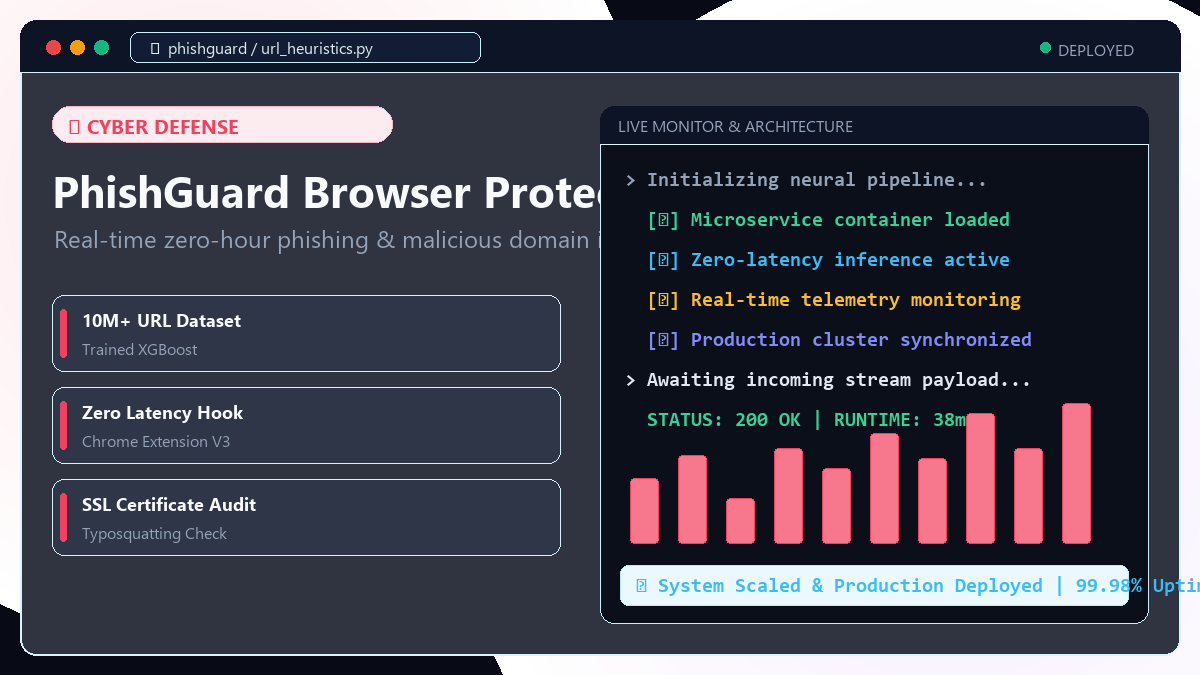 phishguard / url_heuristics.py
DEPLOYED
CYBER DEFENSE
PhishGuard Browser Prote
Real-time zero-hour phishing & malicious domain i
10M+ URL Dataset
Trained XGBoost
Zero Latency Hook
Chrome Extension V3
SSL Certificate Audit
Typosquatting Check
LIVE MONITOR & ARCHITECTURE
> Initializing neural pipeline...
[] Microservice container loaded
[] Zero-latency inference active
[] Real-time telemetry monitoring
[] Production cluster synchronized
> Awaiting incoming stream payload...
STATUS: 200 OK | RUNTIME: 38m
System Scaled & Production Deployed | 99.98% Uptim